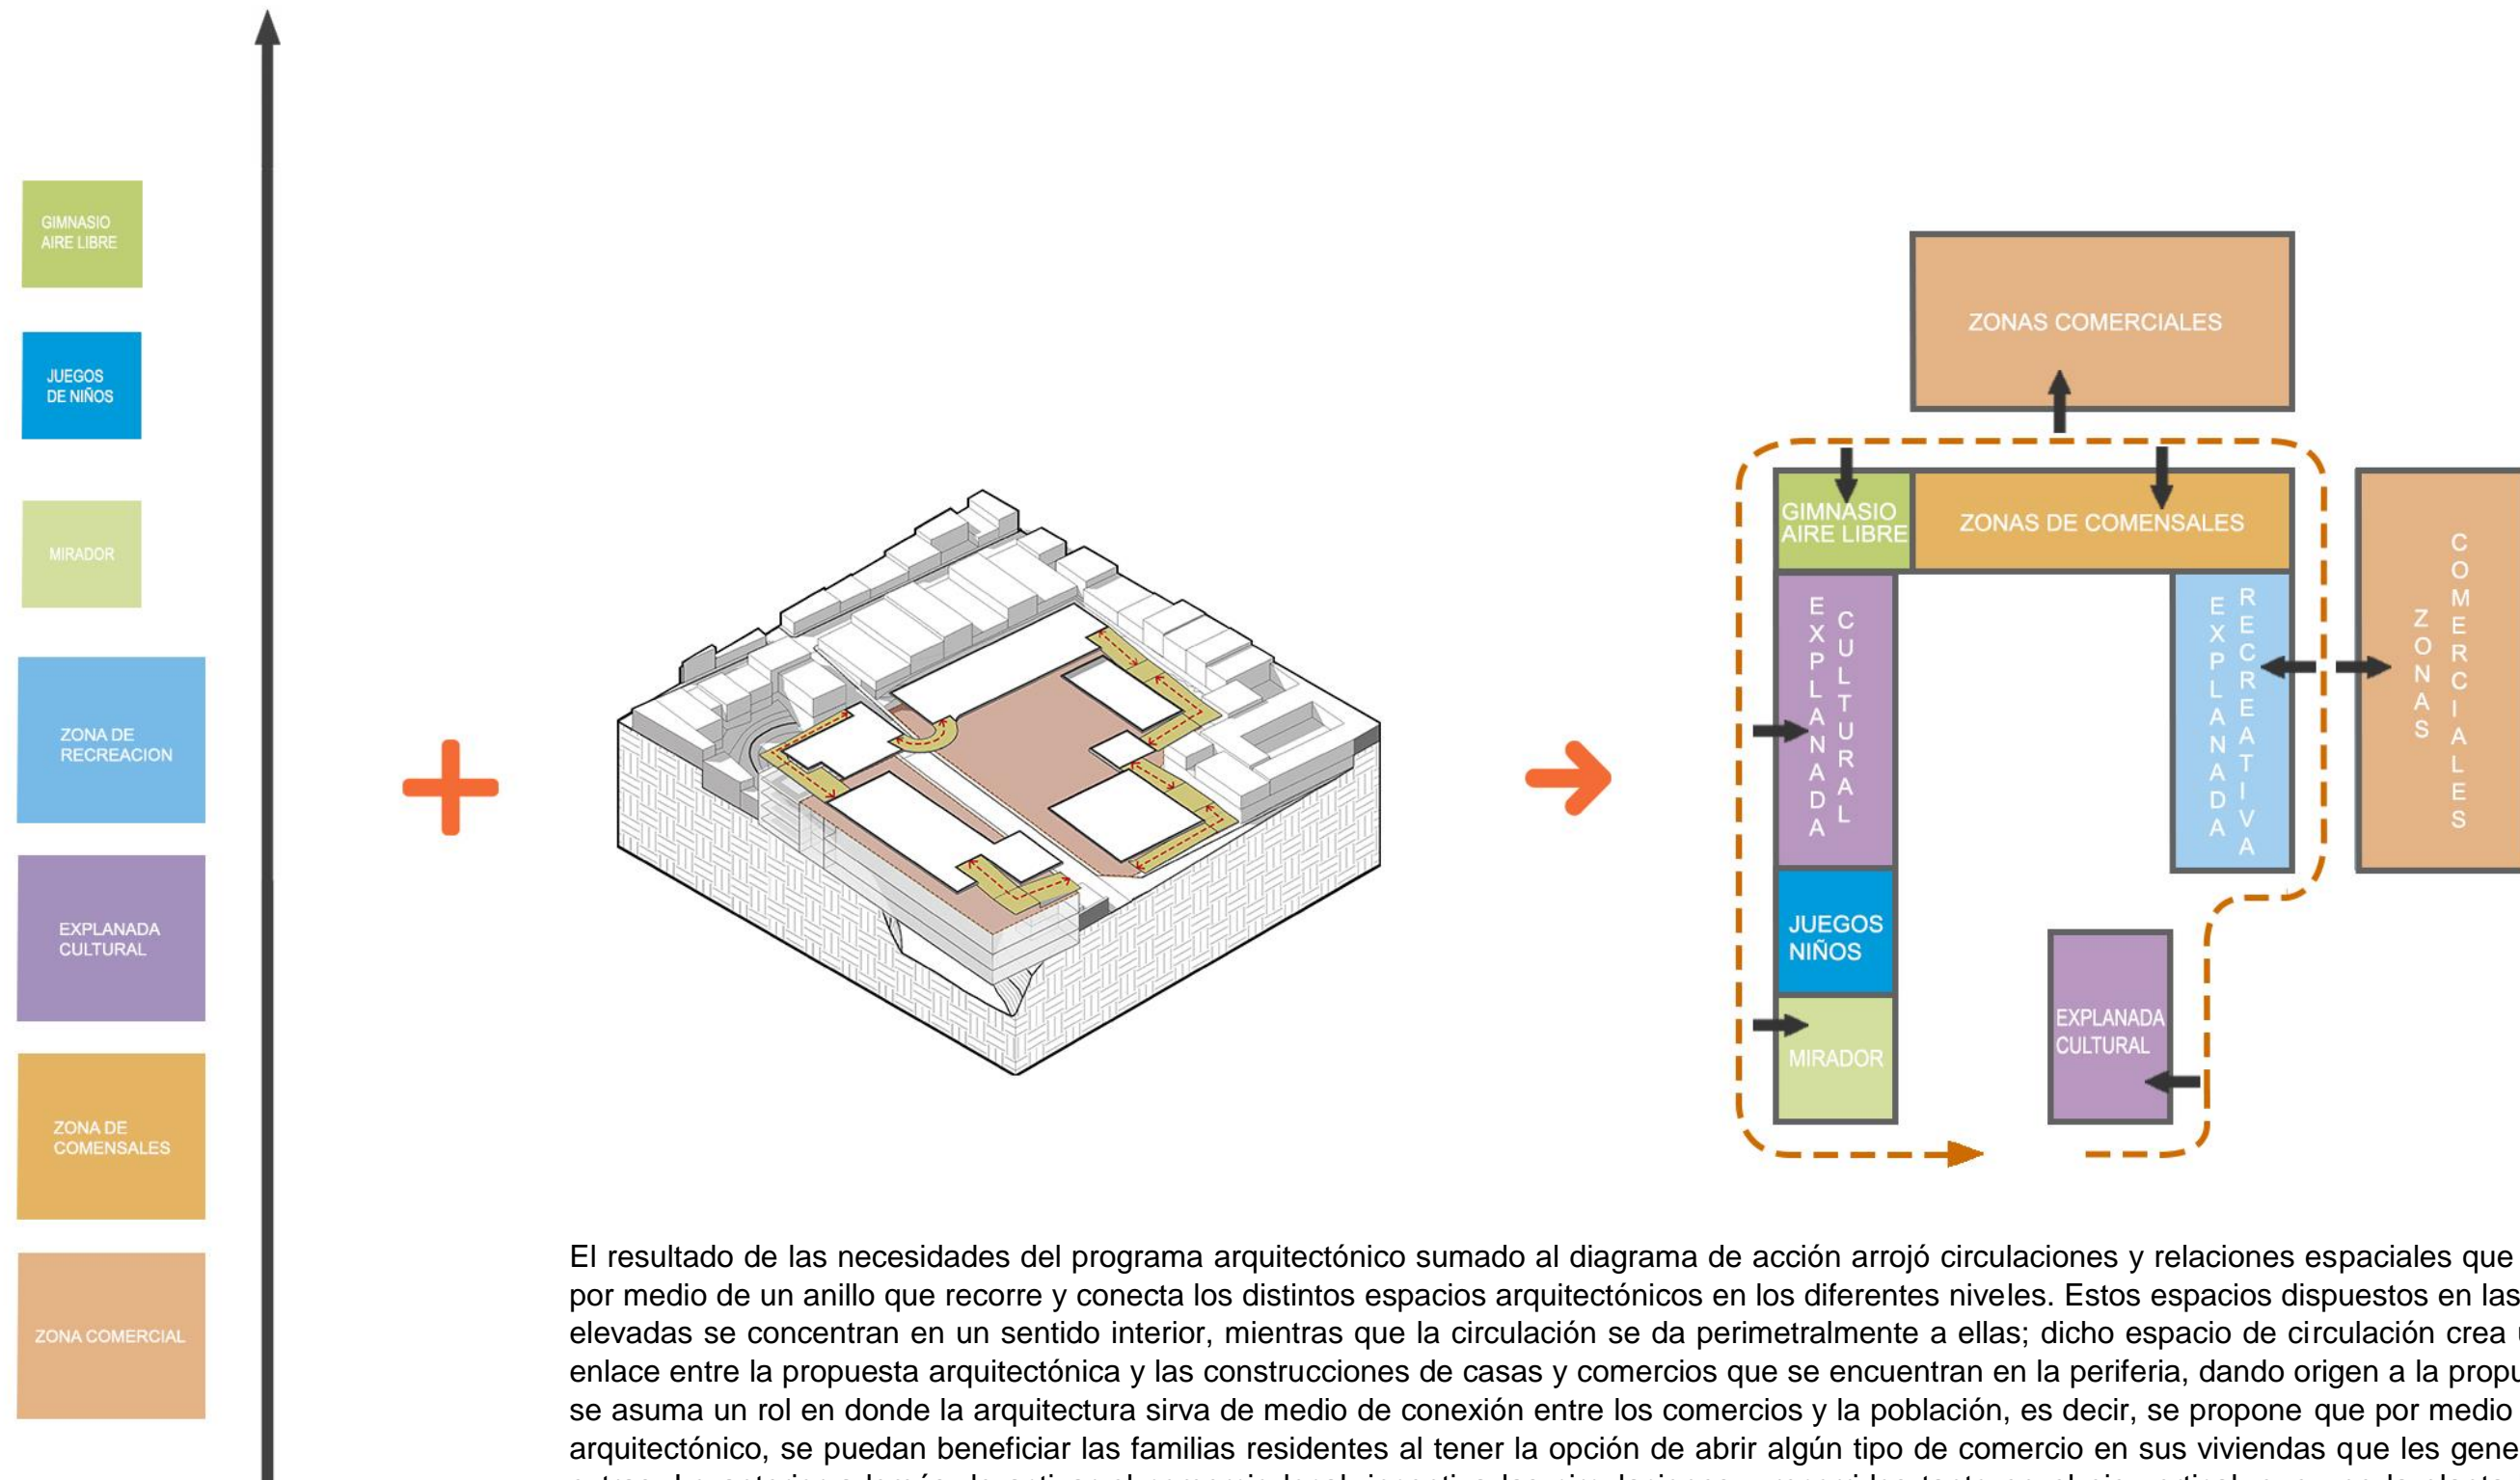 GIMNASIO
AIRE LIBRE
JUEGOS
DE NIÑOS
MIRADOR
ZONA DE
RECREACION
EXPLANADA
CULTURAL
ZONA DE
COMENSALES
ZONA COMERCIAL
ZONAS COMERCIALES
GIMNASIO
AIRE LIBRE
ZONAS DE COMENSALES
EXPLANADA
CULTURAL
EXPLANADA
RECREATIVA
ZONAS
COMERCIALES
JUEGOS
NIÑOS
MIRADOR
EXPLANADA
CULTURAL
El resultado de las necesidades del programa arquitectónico sumado al diagrama de acción arrojó circulaciones y relaciones espaciales que
por medio de un anillo que recorre y conecta los distintos espacios arquitectónicos en los diferentes niveles. Estos espacios dispuestos en las
elevadas se concentran en un sentido interior, mientras que la circulación se da perimetralmente a ellas; dicho espacio de circulación crea
enlace entre la propuesta arquitectónica y las construcciones de casas y comercios que se encuentran en la periferia, dando origen a la
se asuma un rol en donde la arquitectura sirva de medio de conexión entre los comercios y la población, es decir, se propone que por medio
arquitectónico, se puedan beneficiar las familias residentes al tener la opción de abrir algún tipo de comercio en sus viviendas que les